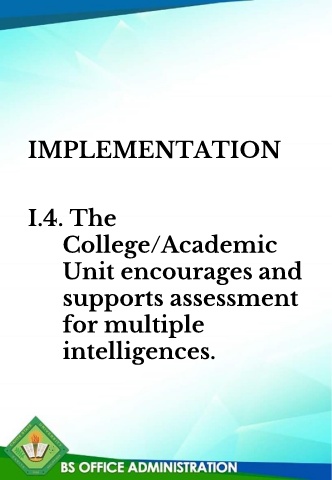 IMPLEMENTATION
I.4. The
College/Academic
Unit encourages and
supports assessment
for multiple
intelligences.
BS OFFICE ADMINISTRATION